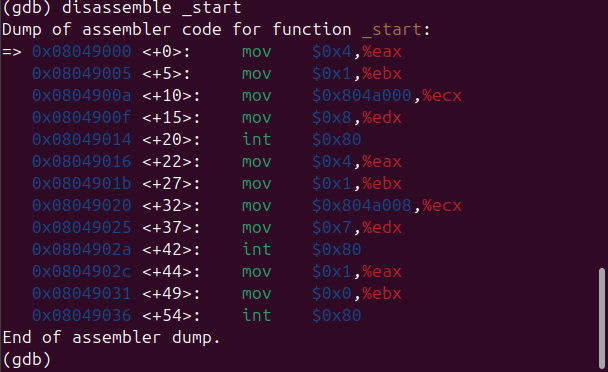 (gdb) disassemble _start
Dump of assembler code for function _start:
=> 0x08049000 <+0>:     mov    $0x4,%eax
   0x08049005 <+5>:     mov    $0x1,%ebx
   0x0804900a <+10>:    mov    $0x804a000,%ecx
   0x0804900f <+15>:    mov    $0x8,%edx
   0x08049014 <+20>:    int    $0x80
   0x08049016 <+22>:    mov    $0x4,%eax
   0x0804901b <+27>:    mov    $0x1,%ebx
   0x08049020 <+32>:    mov    $0x804a008,%ecx
   0x08049025 <+37>:    mov    $0x7,%edx
   0x0804902a <+42>:    int    $0x80
   0x0804902c <+44>:    mov    $0x1,%eax
   0x08049031 <+49>:    mov    $0x0,%ebx
   0x08049036 <+54>:    int    $0x80
End of assembler dump.
(gdb)